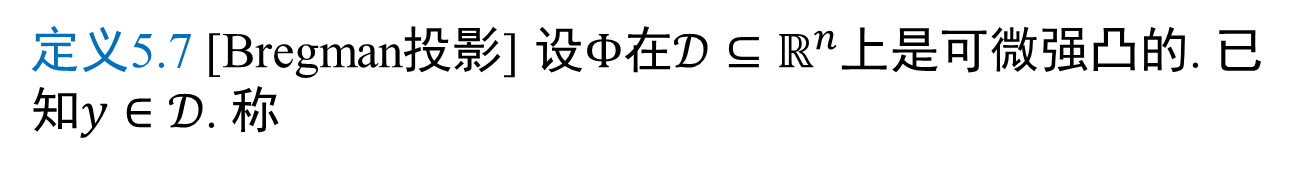 定义5.7 [Bregman投影] 设Φ在𝒟 ⊆ ℝⁿ上是可微强凸的. 已
知y ∈ 𝒟. 称